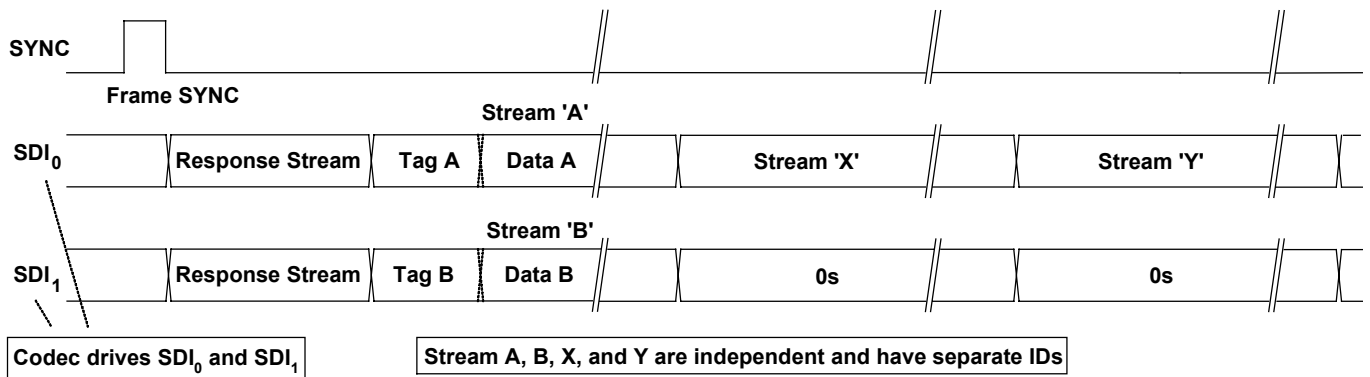 SYNC
Frame SYNC
Stream 'A'
SDI0 Response Stream Tag A Data A Stream 'X' Stream 'Y'
Stream 'B'
SDI1 Response Stream Tag B Data B 0s 0s
Codec drives SDI0 and SDI1 Stream A, B, X, and Y are independent and have separate IDs